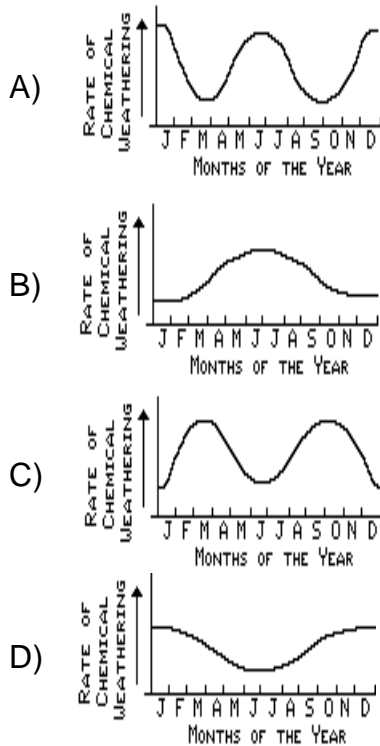 A)
RATE OF
CHEMICAL
WEATHERING
J F M A M J J A S O N D
MONTHS OF THE YEAR
B)
RATE OF
CHEMICAL
WEATHERING
J F M A M J J A S O N D
MONTHS OF THE YEAR
C)
RATE OF
CHEMICAL
WEATHERING
J F M A M J J A S O N D
MONTHS OF THE YEAR
D)
RATE OF
CHEMICAL
WEATHERING
J F M A M J J A S O N D
MONTHS OF THE YEAR